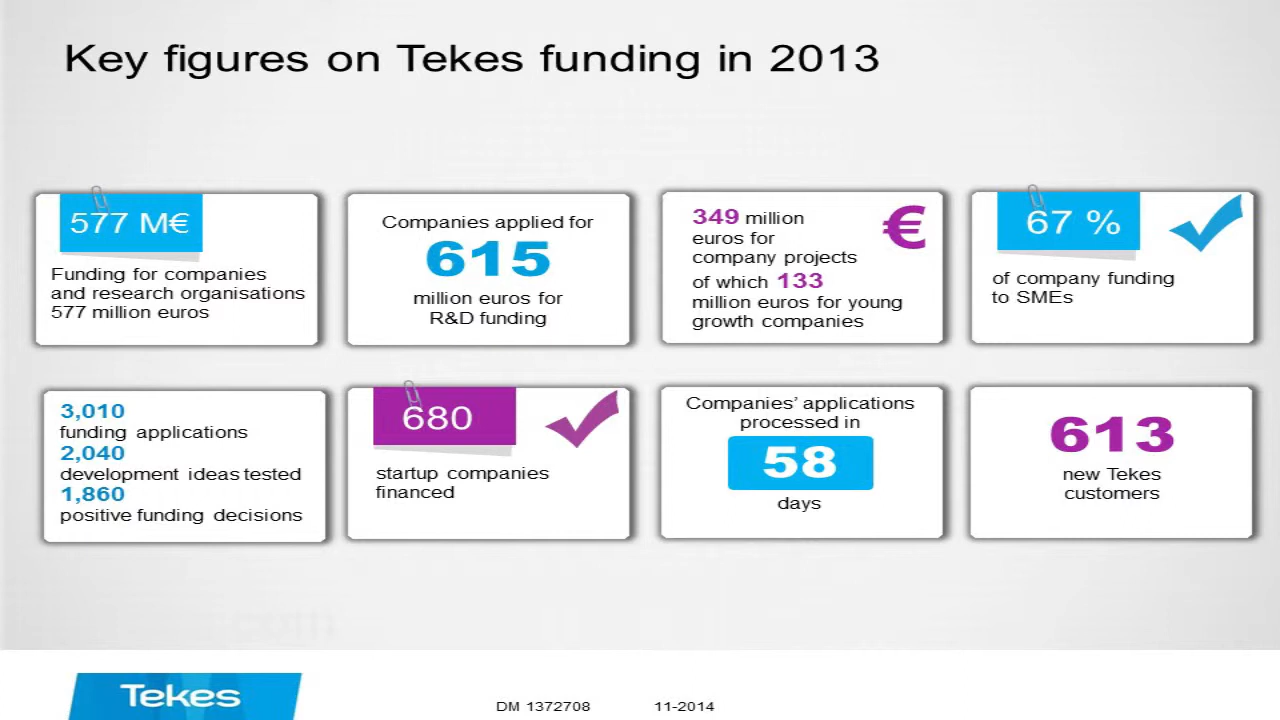 Key figures on Tekes funding in 2013
577 M€
Funding for companies
and research organisations
577 million euros
Companies applied for
615
million euros for
R&D funding
349 million
euros for
company projects
of which 133
million euros for young
growth companies
€
67 %
of company funding
to SMEs
3,010
funding applications
2,040
development ideas tested
1,860
positive funding decisions
680
startup companies
financed
Companies’ applications
processed in
58
days
613
new Tekes
customers
Tekes
DM 1372708 11-2014